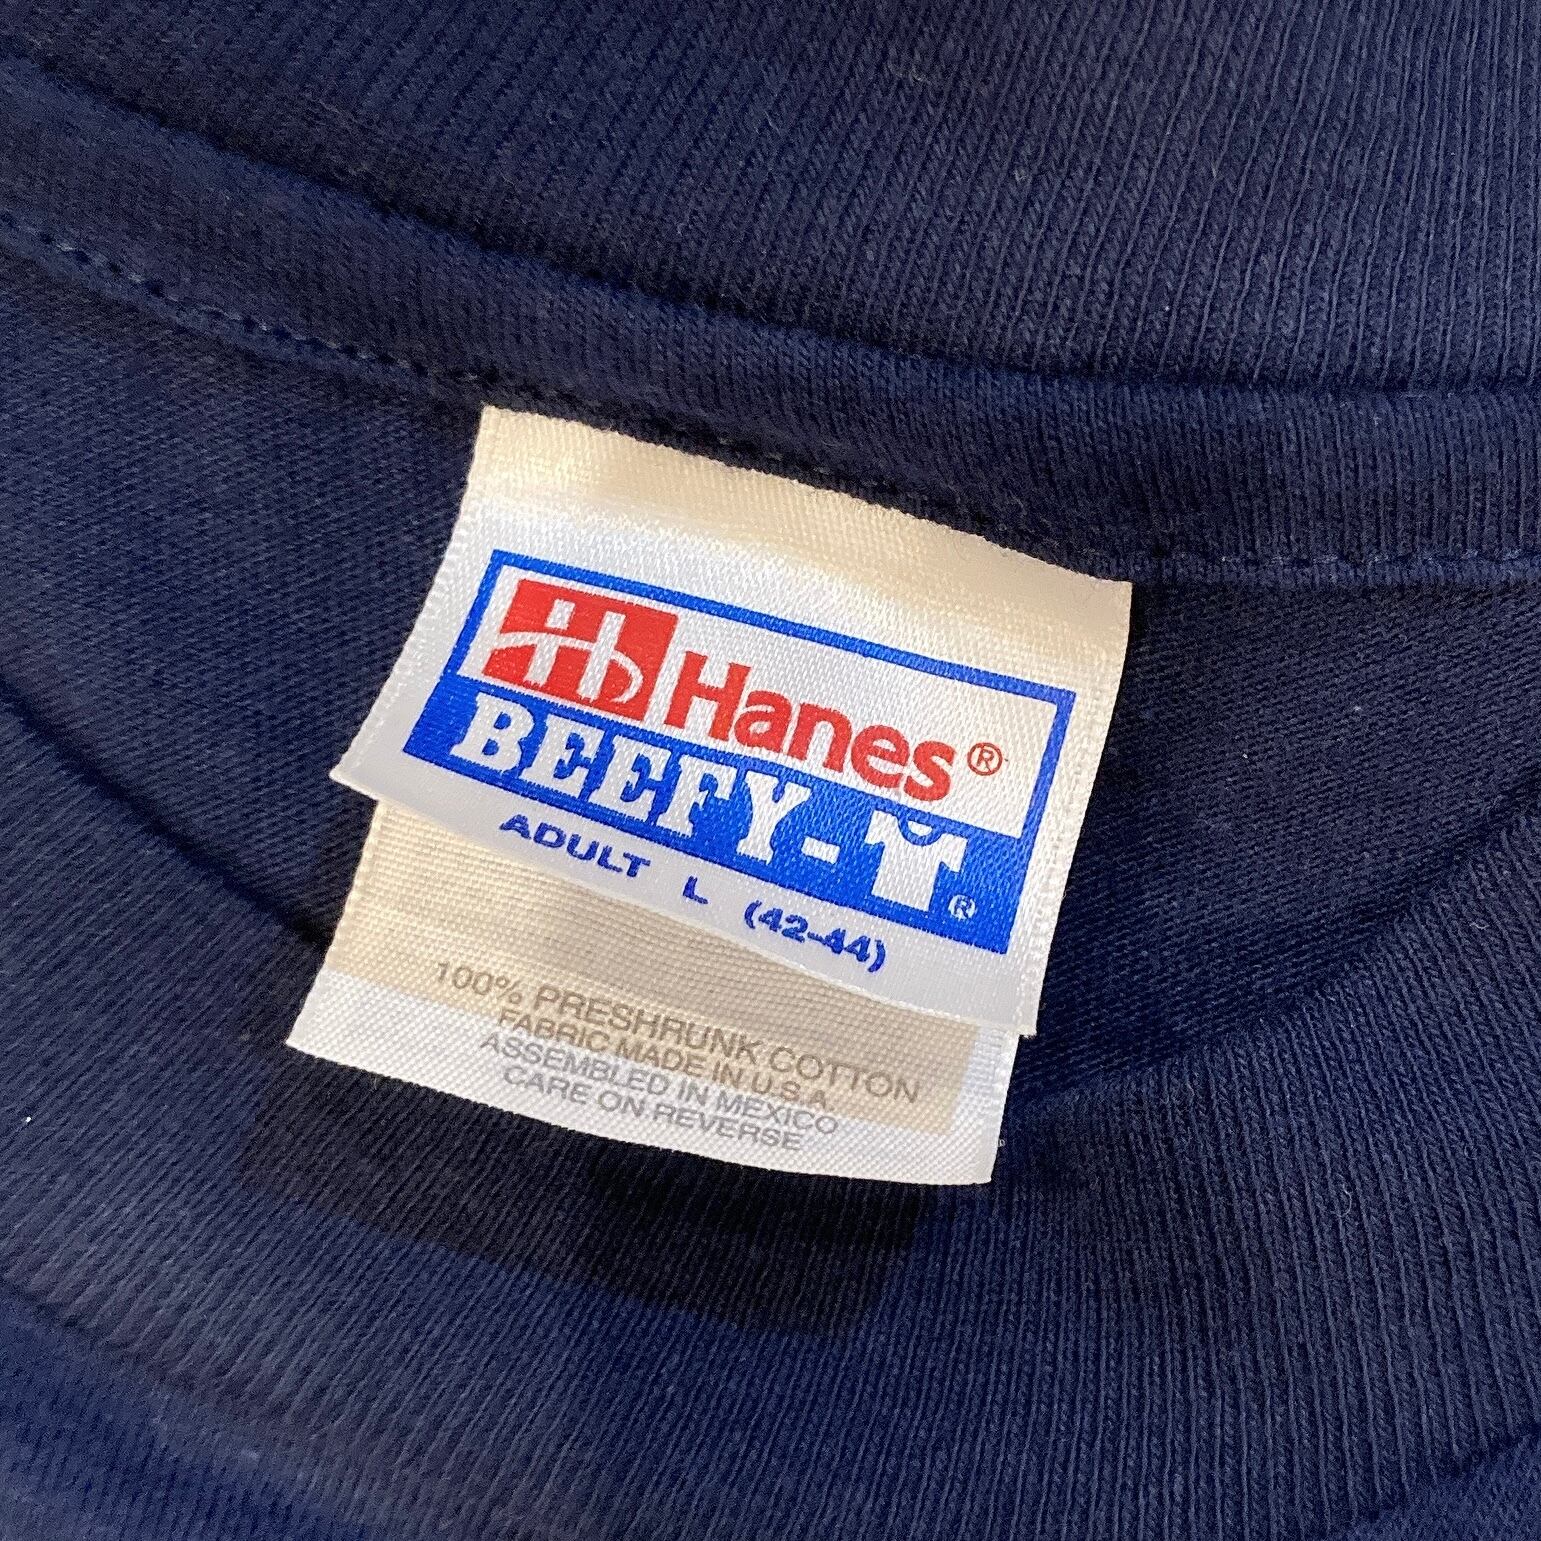 Hanes®
BEEFY-T®
ADULT L (42-44)
100% PRESHRUNK COTTON
FABRIC MADE IN U.S.A.
ASSEMBLED IN MEXICO
CARE ON REVERSE